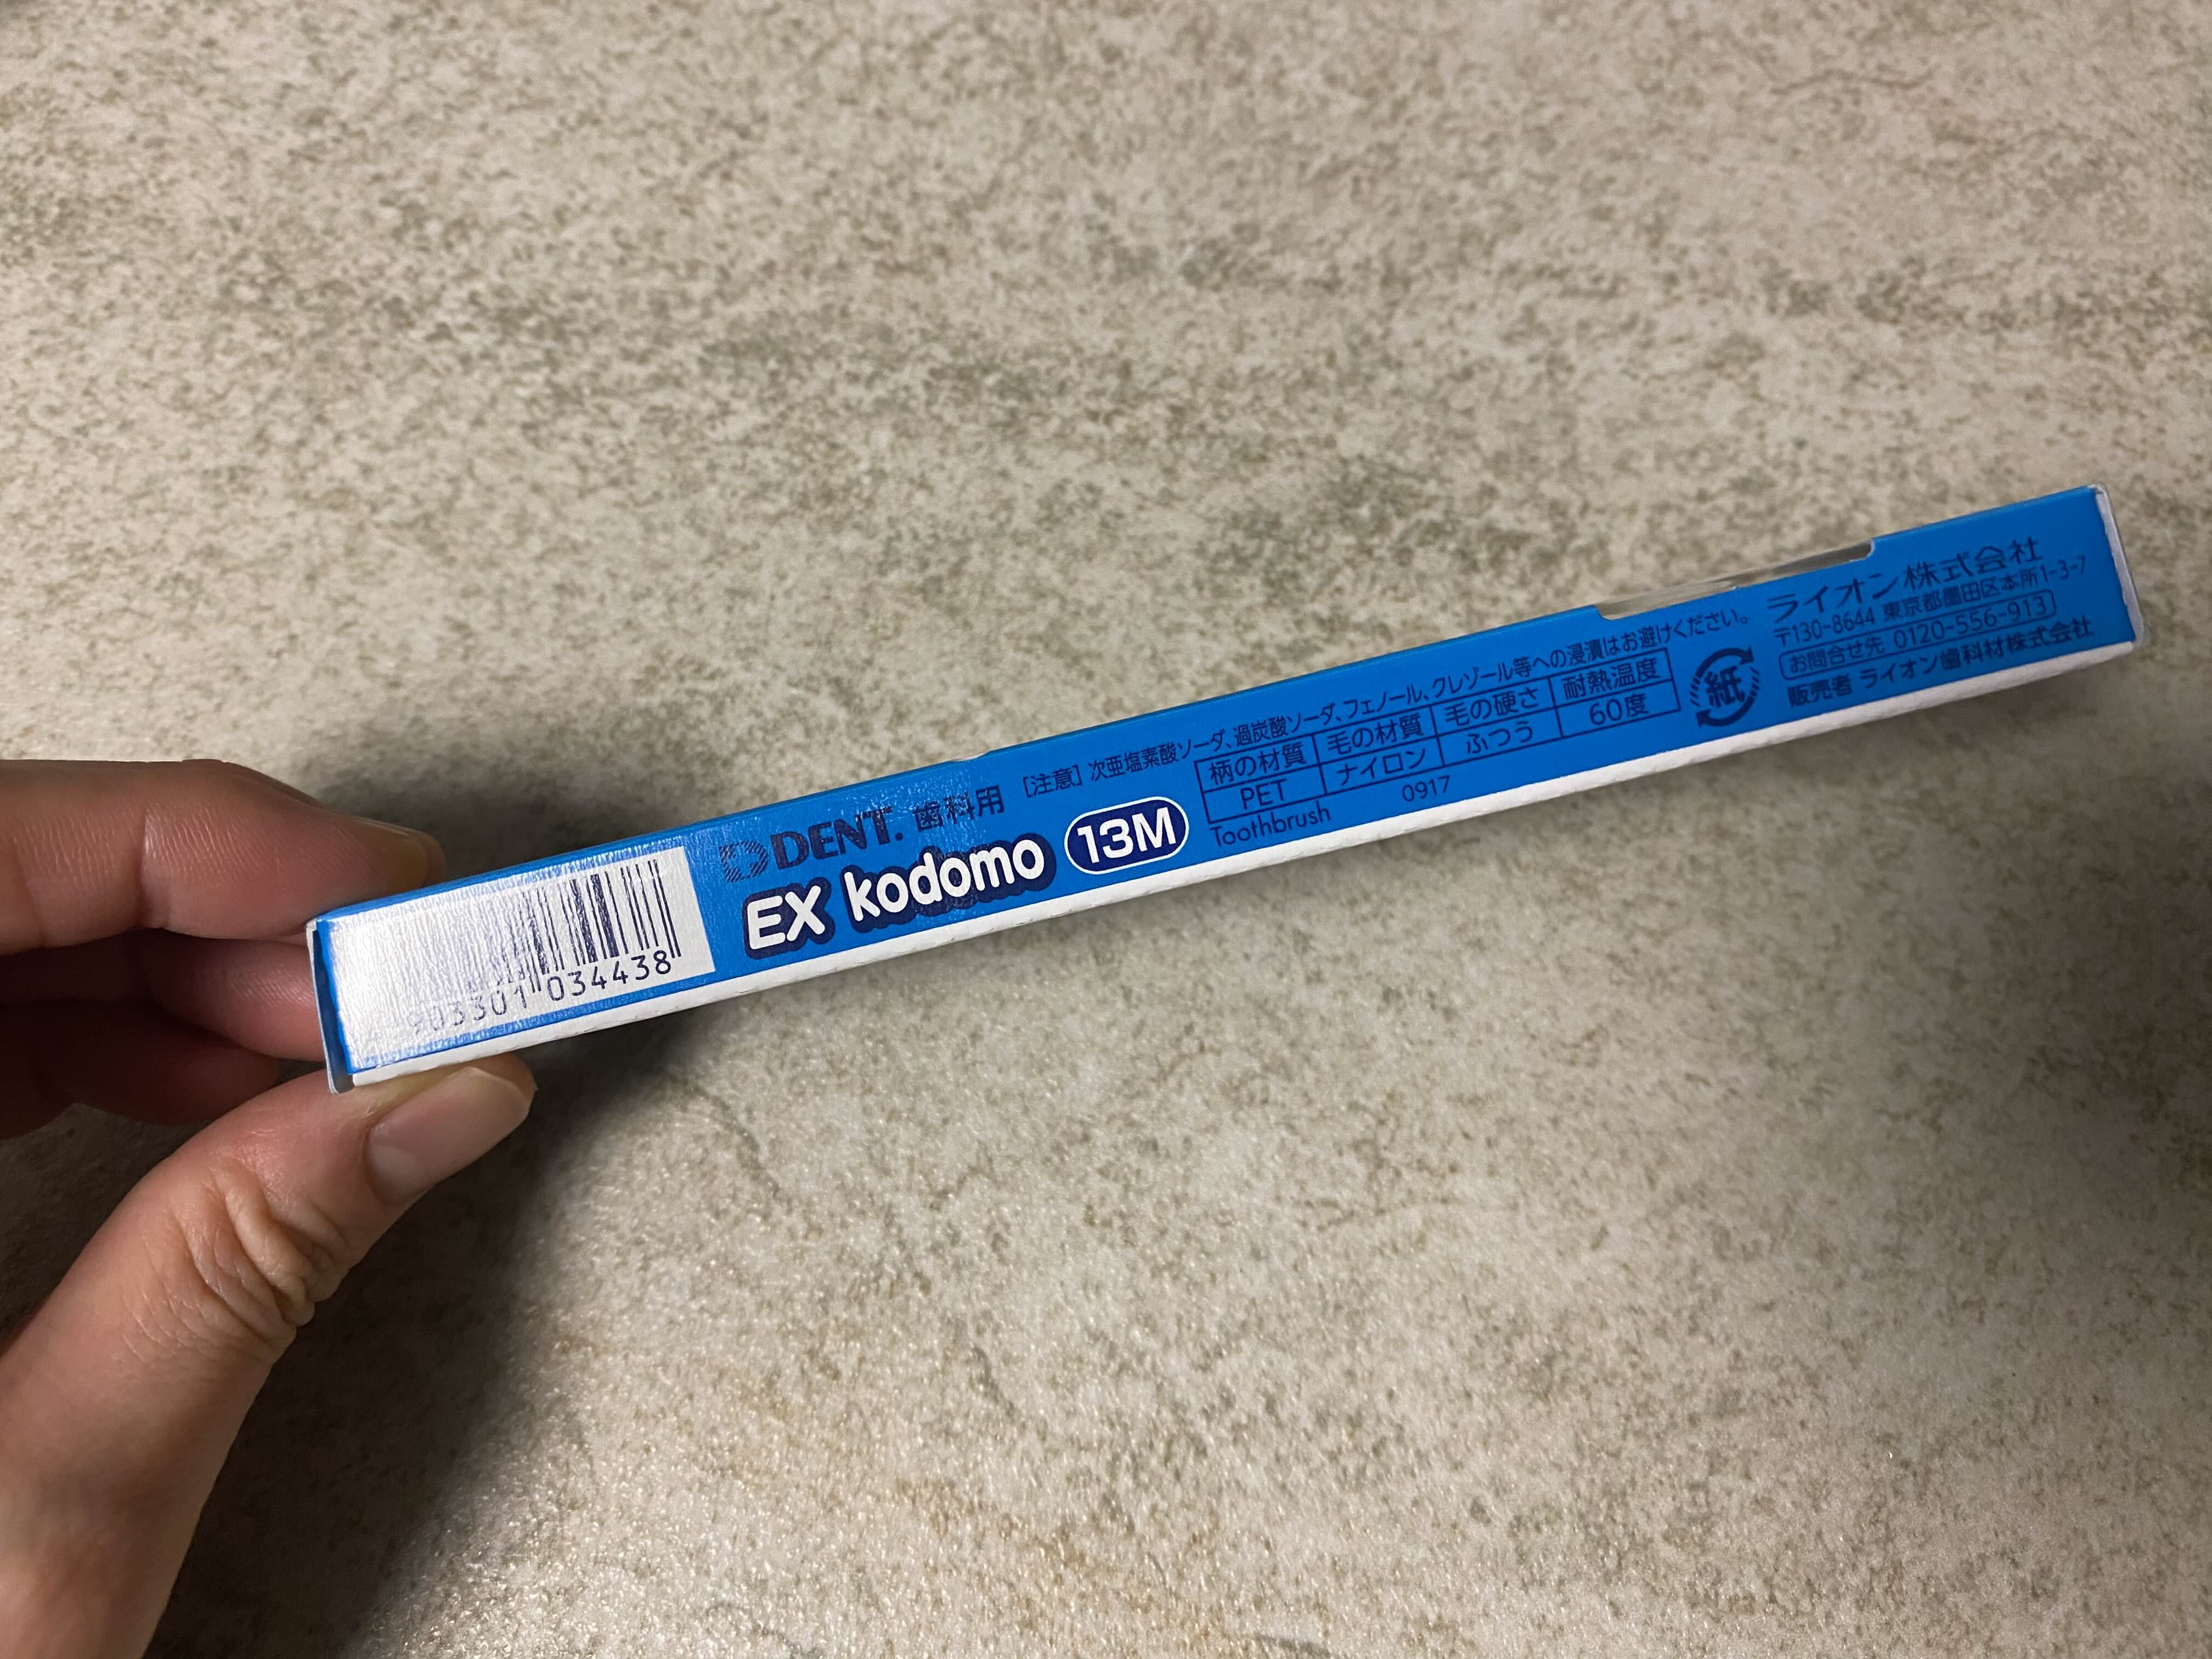 903301 034438
DENT. 歯科用
EX kodomo 13M
[注意] 次亜塩素酸ソーダ、過炭酸ソーダ、フェノール、クレゾール等への浸漬はお避けください。
柄の材質 毛の材質 毛の硬さ 耐熱温度
PET ナイロン ふつう 60度
Toothbrush 0917
紙
ライオン株式会社
〒130-8644 東京都墨田区本所1-3-7
お問合せ先 0120-556-913
販売者 ライオン歯科材株式会社